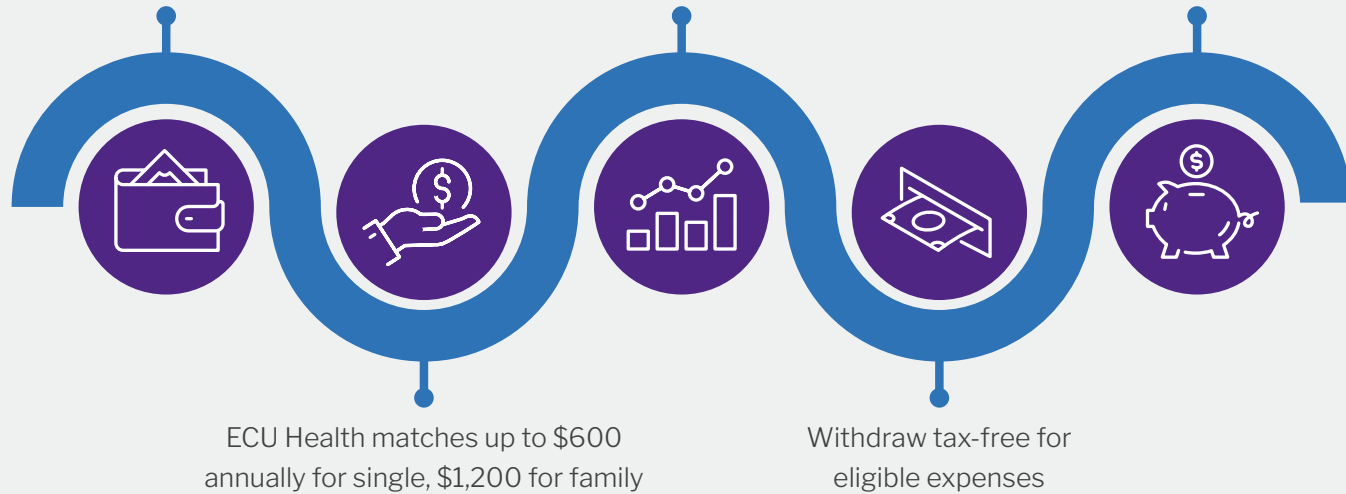 ECU Health matches up to $600
annually for single, $1,200 for family
Withdraw tax-free for
eligible expenses